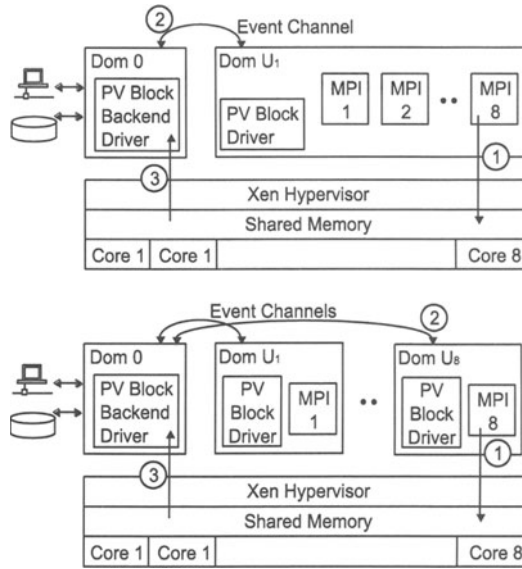 ② Event Channel
Dom 0
Dom U₁
PV Block
Backend
Driver
PV Block
Driver
MPI
1
MPI
2
••
MPI
8
①
③
Xen Hypervisor
Shared Memory
Core 1 Core 1 Core 8
Event Channels ②
Dom 0
Dom U₁
Dom U₈
PV Block
Backend
Driver
PV
Block
Driver
MPI
1
••
PV
Block
Driver
MPI
8
①
③
Xen Hypervisor
Shared Memory
Core 1 Core 1 Core 8